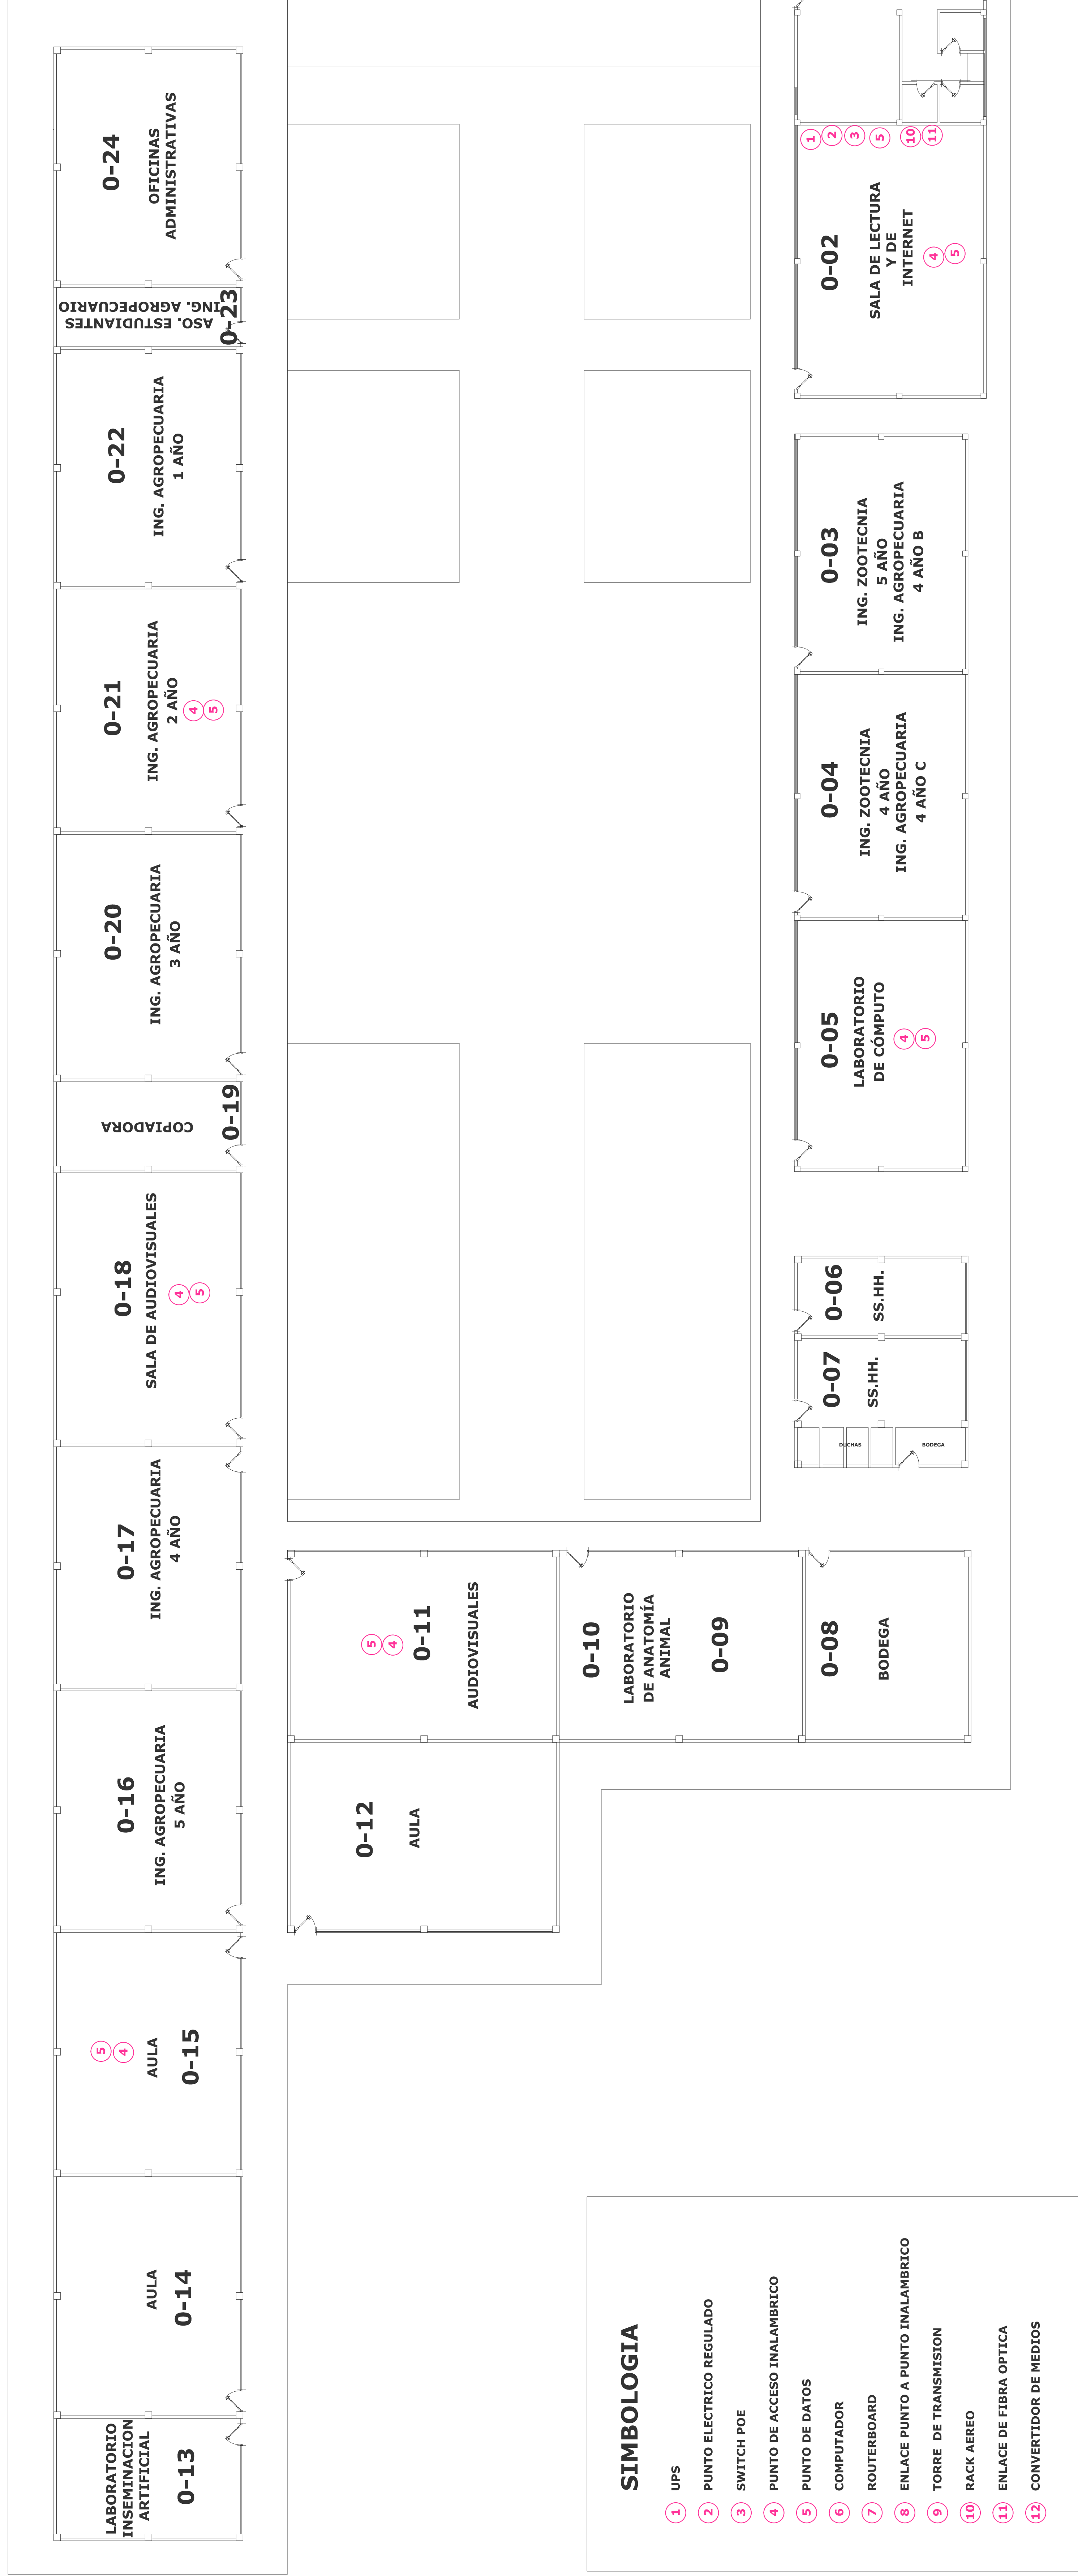 0-24
OFICINAS
ADMINISTRATIVAS
0-23
ASO. ESTUDIANTES
ING. AGROPECUARIO
0-22
ING. AGROPECUARIA
1 AÑO
0-21
ING. AGROPECUARIA
2 AÑO
4
5
0-20
ING. AGROPECUARIA
3 AÑO
0-19
COPIADORA
0-18
SALA DE AUDIOVISUALES
4
5
0-17
ING. AGROPECUARIA
4 AÑO
0-16
ING. AGROPECUARIA
5 AÑO
5
4
AULA
0-15
AULA
0-14
LABORATORIO
INSEMINACION
ARTIFICIAL
0-13
1
2
3
5
10
11
0-02
SALA DE LECTURA
Y DE
INTERNET
4
5
0-03
ING. ZOOTECNIA
5 AÑO
ING. AGROPECUARIA
4 AÑO B
0-04
ING. ZOOTECNIA
4 AÑO
ING. AGROPECUARIA
4 AÑO C
0-05
LABORATORIO
DE CÓMPUTO
4
5
0-06
SS.HH.
0-07
SS.HH.
DUCHAS
BODEGA
5
4
0-11
AUDIOVISUALES
0-10
LABORATORIO
DE ANATOMÍA
ANIMAL
0-09
0-08
BODEGA
0-12
AULA
SIMBOLOGIA
1 UPS
2 PUNTO ELECTRICO REGULADO
3 SWITCH POE
4 PUNTO DE ACCESO INALAMBRICO
5 PUNTO DE DATOS
6 COMPUTADOR
7 ROUTERBOARD
8 ENLACE PUNTO A PUNTO INALAMBRICO
9 TORRE DE TRANSMISION
10 RACK AEREO
11 ENLACE DE FIBRA OPTICA
12 CONVERTIDOR DE MEDIOS